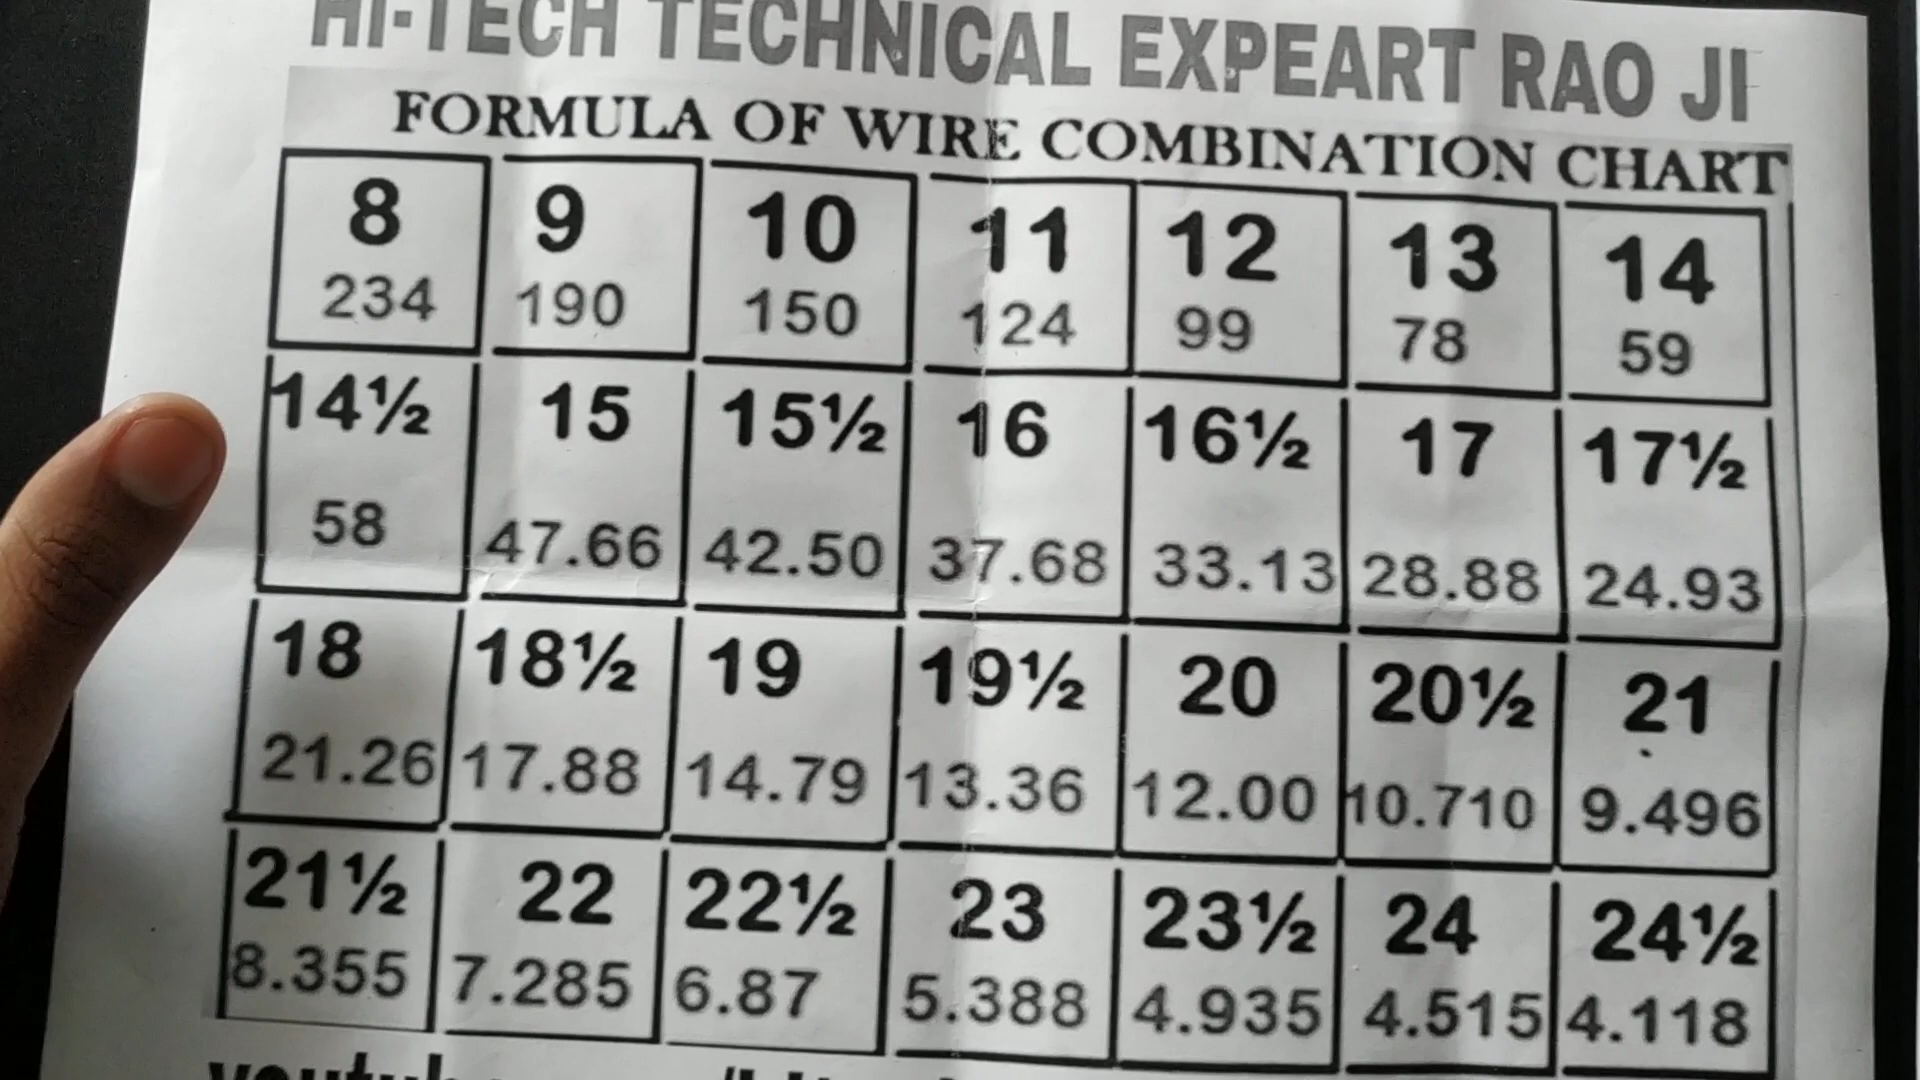 HI-TECH TECHNICAL EXPEART RAO JI
FORMULA OF WIRE COMBINATION CHART
8 9 10 11 12 13 14
234 190 150 124 99 78 59
14½ 15 15½ 16 16½ 17 17½
58 47.66 42.50 37.68 33.13 28.88 24.93
18 18½ 19 19½ 20 20½ 21
21.26 17.88 14.79 13.36 12.00 10.710 9.496
21½ 22 22½ 23 23½ 24 24½
8.355 7.285 6.87 5.388 4.935 4.515 4.118